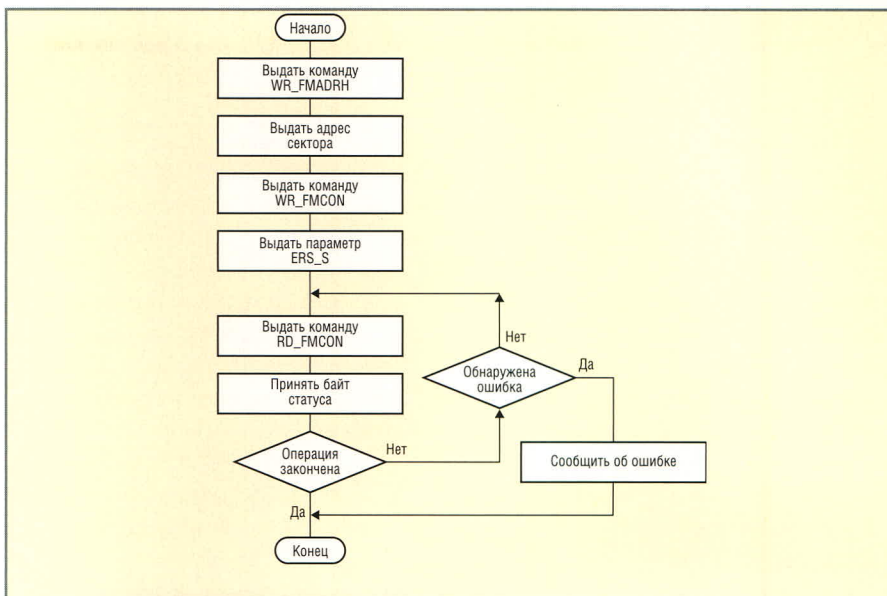 Начало
Выдать команду
WR_FMADRH
Выдать адрес
сектора
Выдать команду
WR_FMCON
Выдать параметр
ERS_S
Выдать команду
RD_FMCON
Нет
Обнаружена
ошибка
Да
Принять байт
статуса
Операция
закончена
Нет
Сообщить об ошибке
Да
Конец